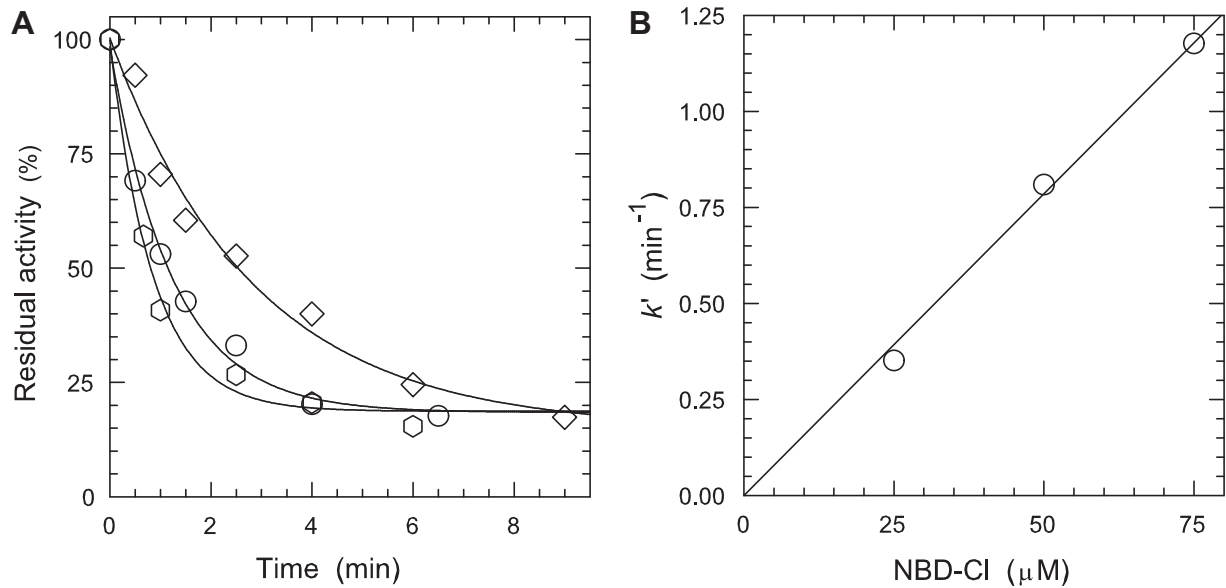 A
Residual activity (%)
100
75
50
25
0
0 2 4 6 8
Time (min)
B
k' (min⁻¹)
1.25
1.00
0.75
0.50
0.25
0.00
0 25 50 75
NBD-Cl (μM)